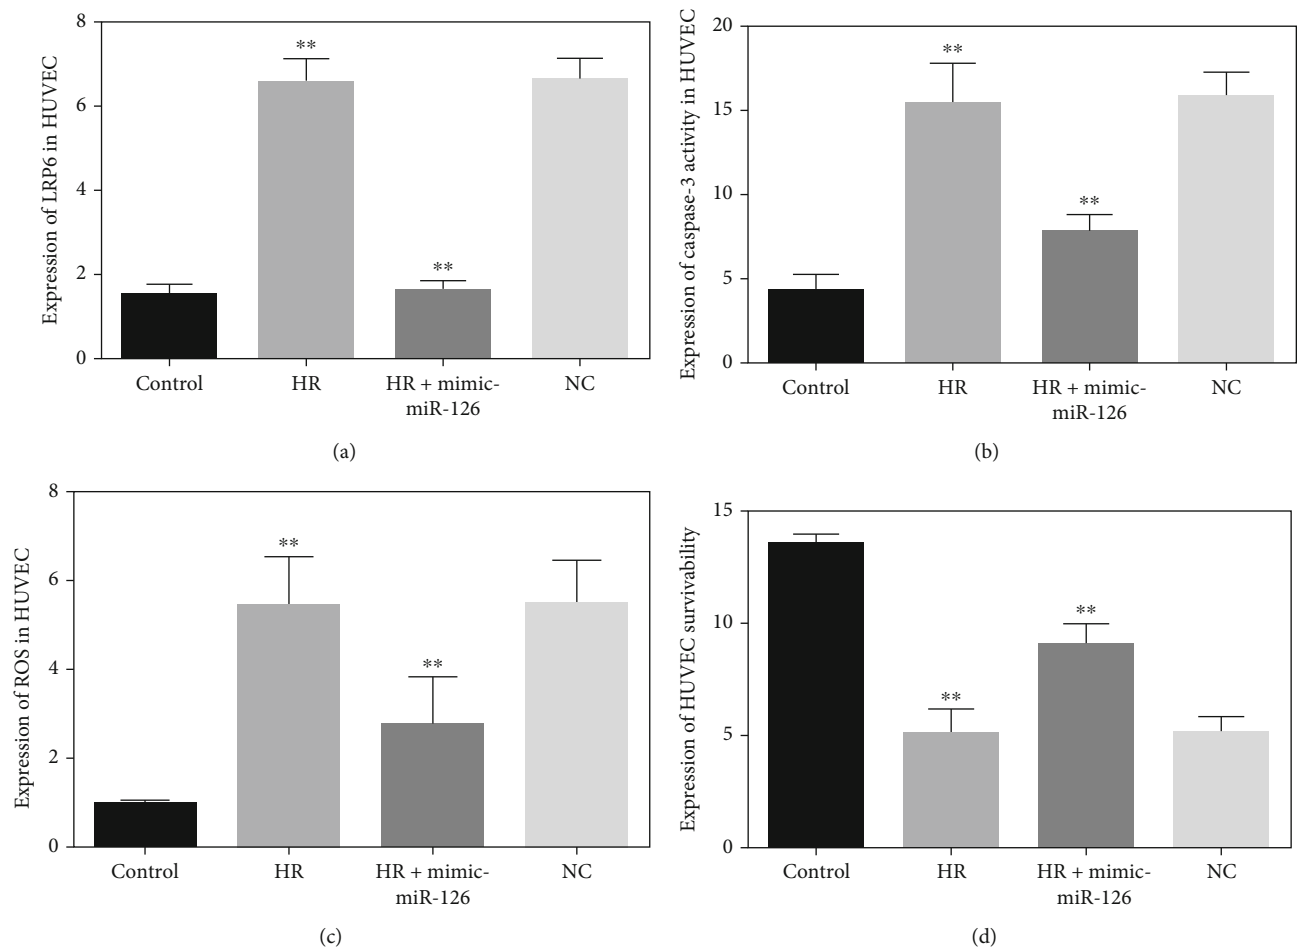 Expression of LRP6 in HUVEC
8
6
4
2
0
**
**
Control
HR
HR + mimic-
miR-126
NC
(a)
Expression of caspase-3 activity in HUVEC
20
15
10
5
0
**
**
Control
HR
HR + mimic-
miR-126
NC
(b)
Expression of ROS in HUVEC
8
6
4
2
0
**
**
Control
HR
HR + mimic-
miR-126
NC
(c)
Expression of HUVEC survivability
15
10
5
0
**
**
Control
HR
HR + mimic-
miR-126
NC
(d)